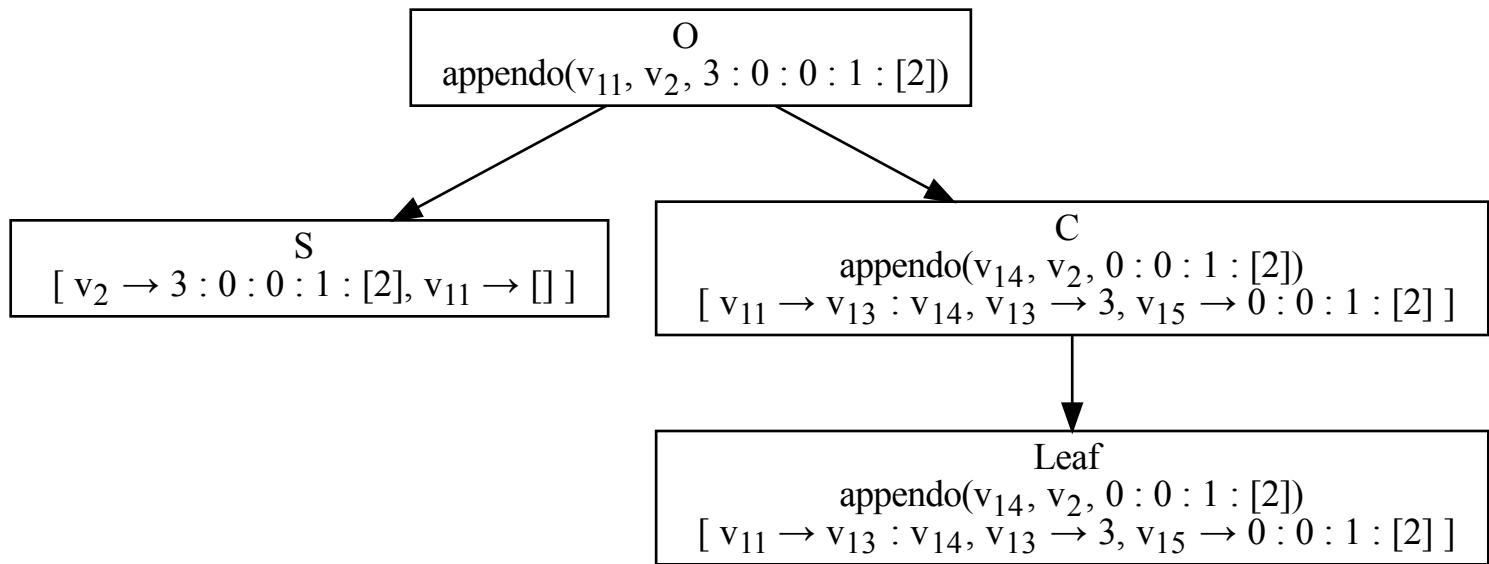 O
appendo(v₁₁, v₂, 3 : 0 : 0 : 1 : [2])
S
[ v₂ → 3 : 0 : 0 : 1 : [2], v₁₁ → [] ]
C
appendo(v₁₄, v₂, 0 : 0 : 1 : [2])
[ v₁₁ → v₁₃ : v₁₄, v₁₃ → 3, v₁₅ → 0 : 0 : 1 : [2] ]
Leaf
appendo(v₁₄, v₂, 0 : 0 : 1 : [2])
[ v₁₁ → v₁₃ : v₁₄, v₁₃ → 3, v₁₅ → 0 : 0 : 1 : [2] ]